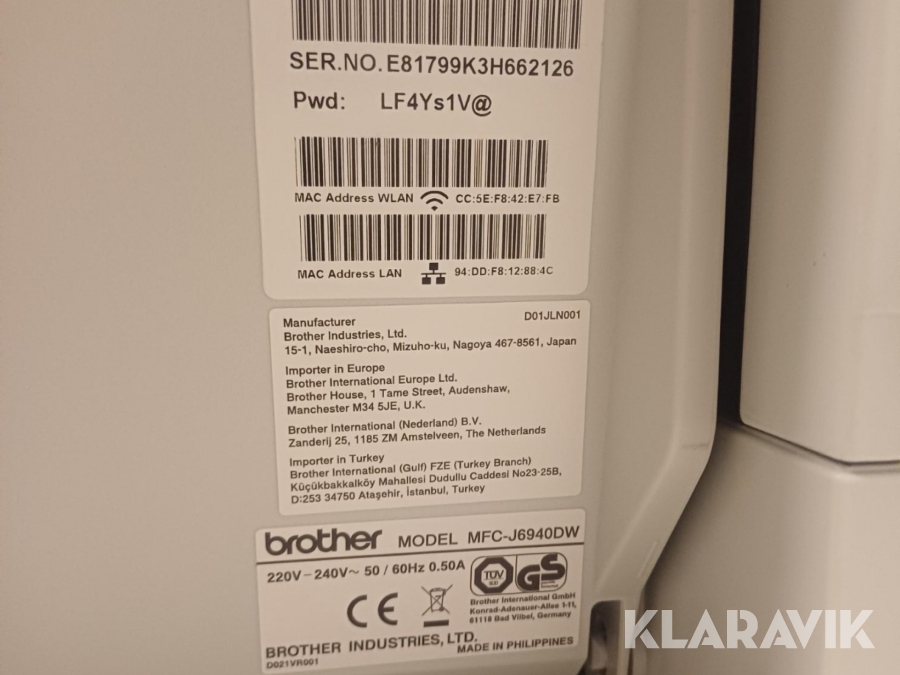 SER.NO. E81799K3H662126
Pwd: LF4Ys1V@
MAC Address WLAN CC:5E:F8:42:E7:FB
MAC Address LAN 94:DD:F8:12:88:4C
D01JLN001
Manufacturer
Brother Industries, Ltd.
15-1, Naeshiro-cho, Mizuho-ku, Nagoya 467-8561, Japan
Importer in Europe
Brother International Europe Ltd.
Brother House, 1 Tame Street, Audenshaw,
Manchester M34 5JE, U.K.
Brother International (Nederland) B.V.
Zanderij 25, 1185 ZM Amstelveen, The Netherlands
Importer in Turkey
Brother International (Gulf) FZE (Turkey Branch)
Küçükbakkalköy Mahallesi Dudullu Caddesi No23-25B,
D:253 34750 Ataşehir, İstanbul, Turkey
brother MODEL MFC-J6940DW
220V-240V~ 50/60Hz 0.50A
TÜV SÜD GS
CE
Brother International GmbH
Konrad-Adenauer-Allee 1-11,
61118 Bad Vilbel, Germany
BROTHER INDUSTRIES, LTD.
MADE IN PHILIPPINES
D021VR001
KLARAVIK